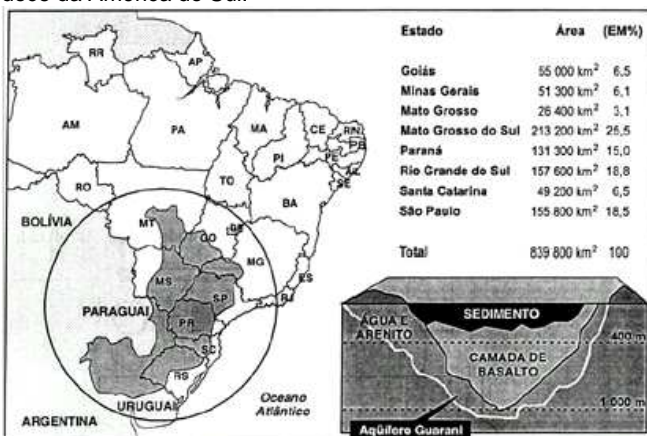 Estado Área (EM%)
Goiás 55 000 km² 6,5
Minas Gerais 51 300 km² 6,1
Mato Grosso 26 400 km² 3,1
Mato Grosso do Sul 213 200 km² 25,5
Paraná 131 300 km² 15,0
Rio Grande do Sul 157 600 km² 18,8
Santa Catarina 49 200 km² 6,5
São Paulo 155 800 km² 18,5
Total 839 800 km² 100
RR
AP
AM
PA
MA
CE
RN
PB
PE
AL
SE
PI
TO
RO
BA
BOLÍVIA
MT
GO
DF
MG
ES
MS
SP
RJ
PARAGUAI
PR
SC
RS
URUGUAI
ARGENTINA
Oceano
Atlântico
SEDIMENTO
ÁGUA E
ARENITO
400 m
CAMADA DE
BASALTO
1 000 m
Aqüífero Guarani